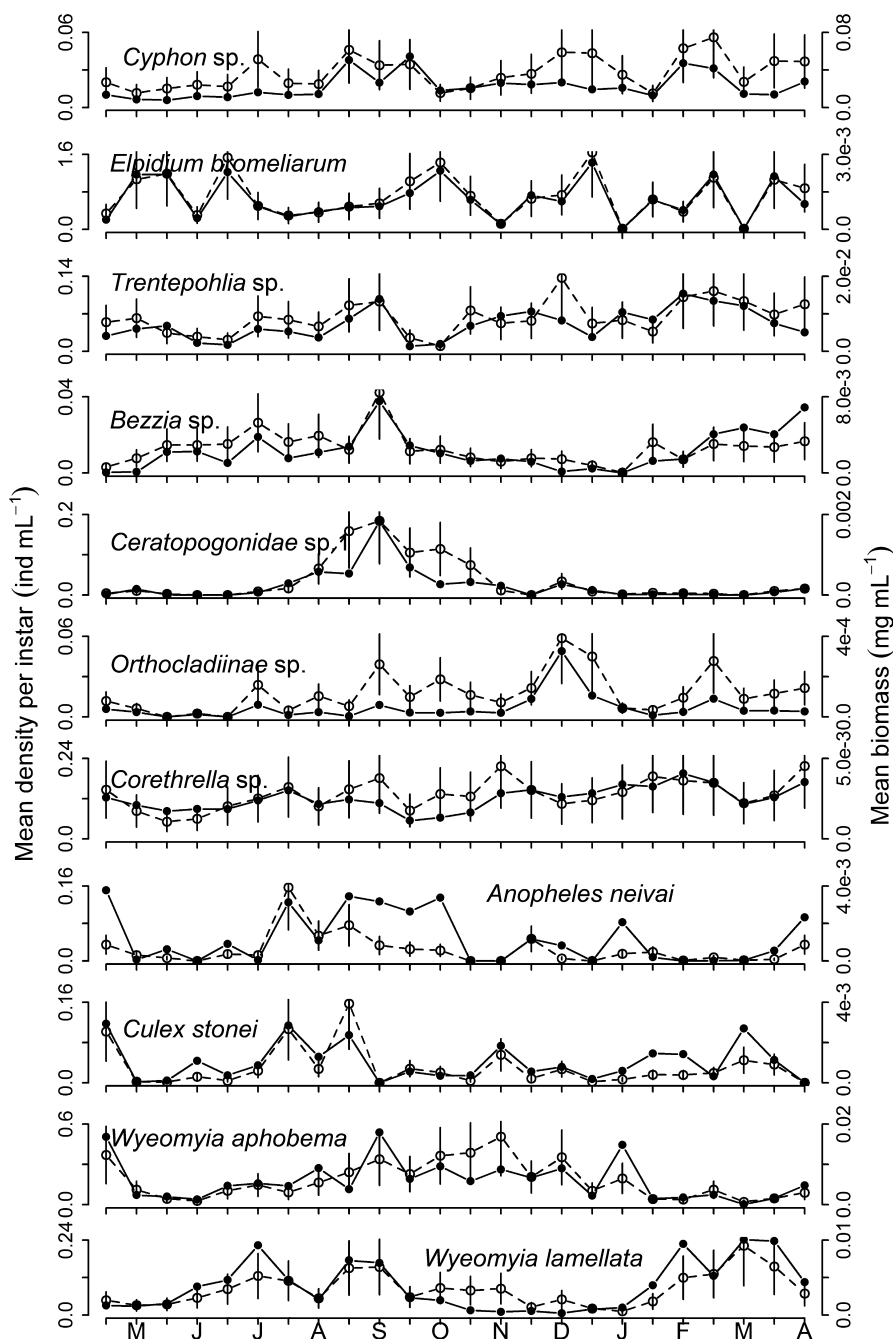 0.06 0.08
Cyphon sp.
0.0 0.0
1.6 3.0e-3
Elpidium bromeliarum
0.0 0.0
0.14 2.0e-2
Trentepohlia sp.
0.0 0.0
0.04 8.0e-3
Bezzia sp.
0.0 0.0
0.2 0.002
Ceratopogonidae sp.
0.0 0.0
0.06 4e-4
Orthocladiinae sp.
0.0 0.0
0.24 5.0e-3
Corethrella sp.
0.0 0.0
0.16 4.0e-3
Anopheles neivai
0.0 0.0
0.16 4e-3
Culex stonei
0.0 0.0
0.6 0.02
Wyeomyia aphobema
0.0 0.0
0.24 0.01
Wyeomyia lamellata
0.0 0.0
M J J A S O N D J F M A
Mean density per instar (ind mL⁻¹)
Mean biomass (mg mL⁻¹)